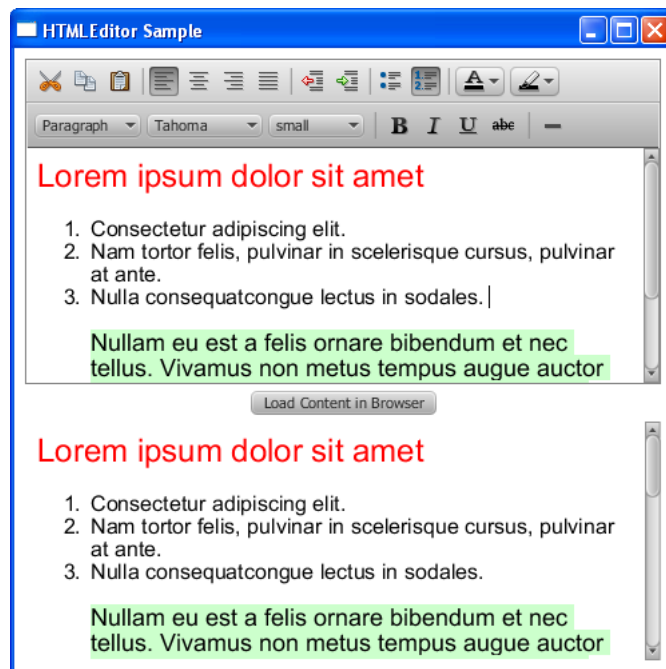 HTMLEditor Sample
Paragraph Tahoma small B I U abc
Lorem ipsum dolor sit amet
1. Consectetur adipiscing elit.
2. Nam tortor felis, pulvinar in scelerisque cursus, pulvinar
at ante.
3. Nulla consequatcongue lectus in sodales.
Nullam eu est a felis ornare bibendum et nec
tellus. Vivamus non metus tempus augue auctor
Load Content in Browser
Lorem ipsum dolor sit amet
1. Consectetur adipiscing elit.
2. Nam tortor felis, pulvinar in scelerisque cursus, pulvinar
at ante.
3. Nulla consequatcongue lectus in sodales.
Nullam eu est a felis ornare bibendum et nec
tellus. Vivamus non metus tempus augue auctor